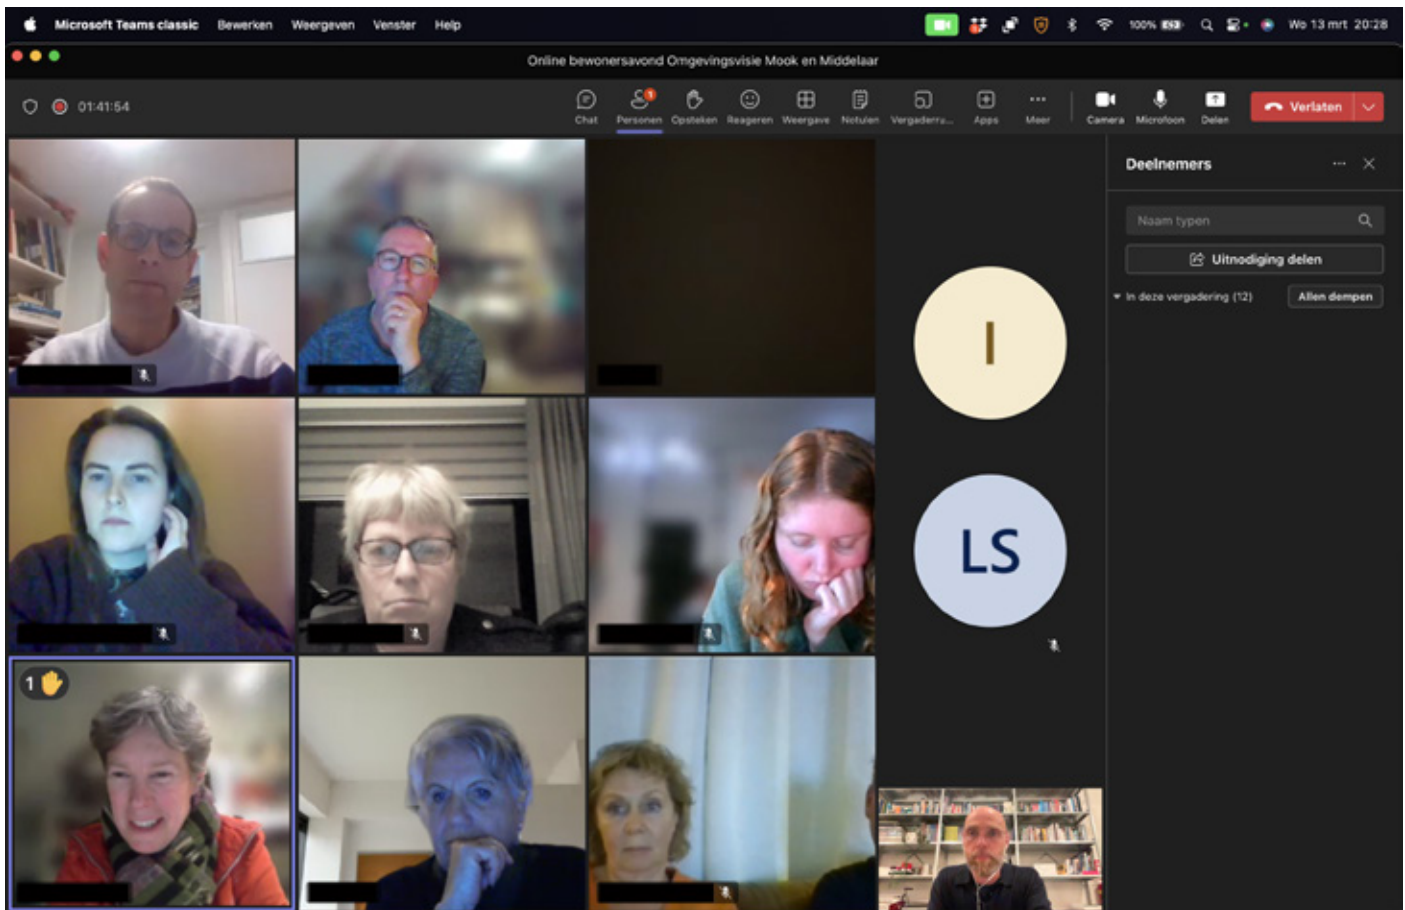 Microsoft Teams classic Bewerken Weergeven Venster Help 100% Wo 13 mrt 20:28
Online bewonersavond Omgevingsvisie Mook en Middelaar
01:41:54
1
Chat Personen Opsteken Reageren Weergave Notulen Vergaderru... Apps Meer Camera Microfoon Delen Verlaten
Deelnemers
Naam typen
Uitnodiging delen
In deze vergadering (12) Allen dempen
I
LS
1